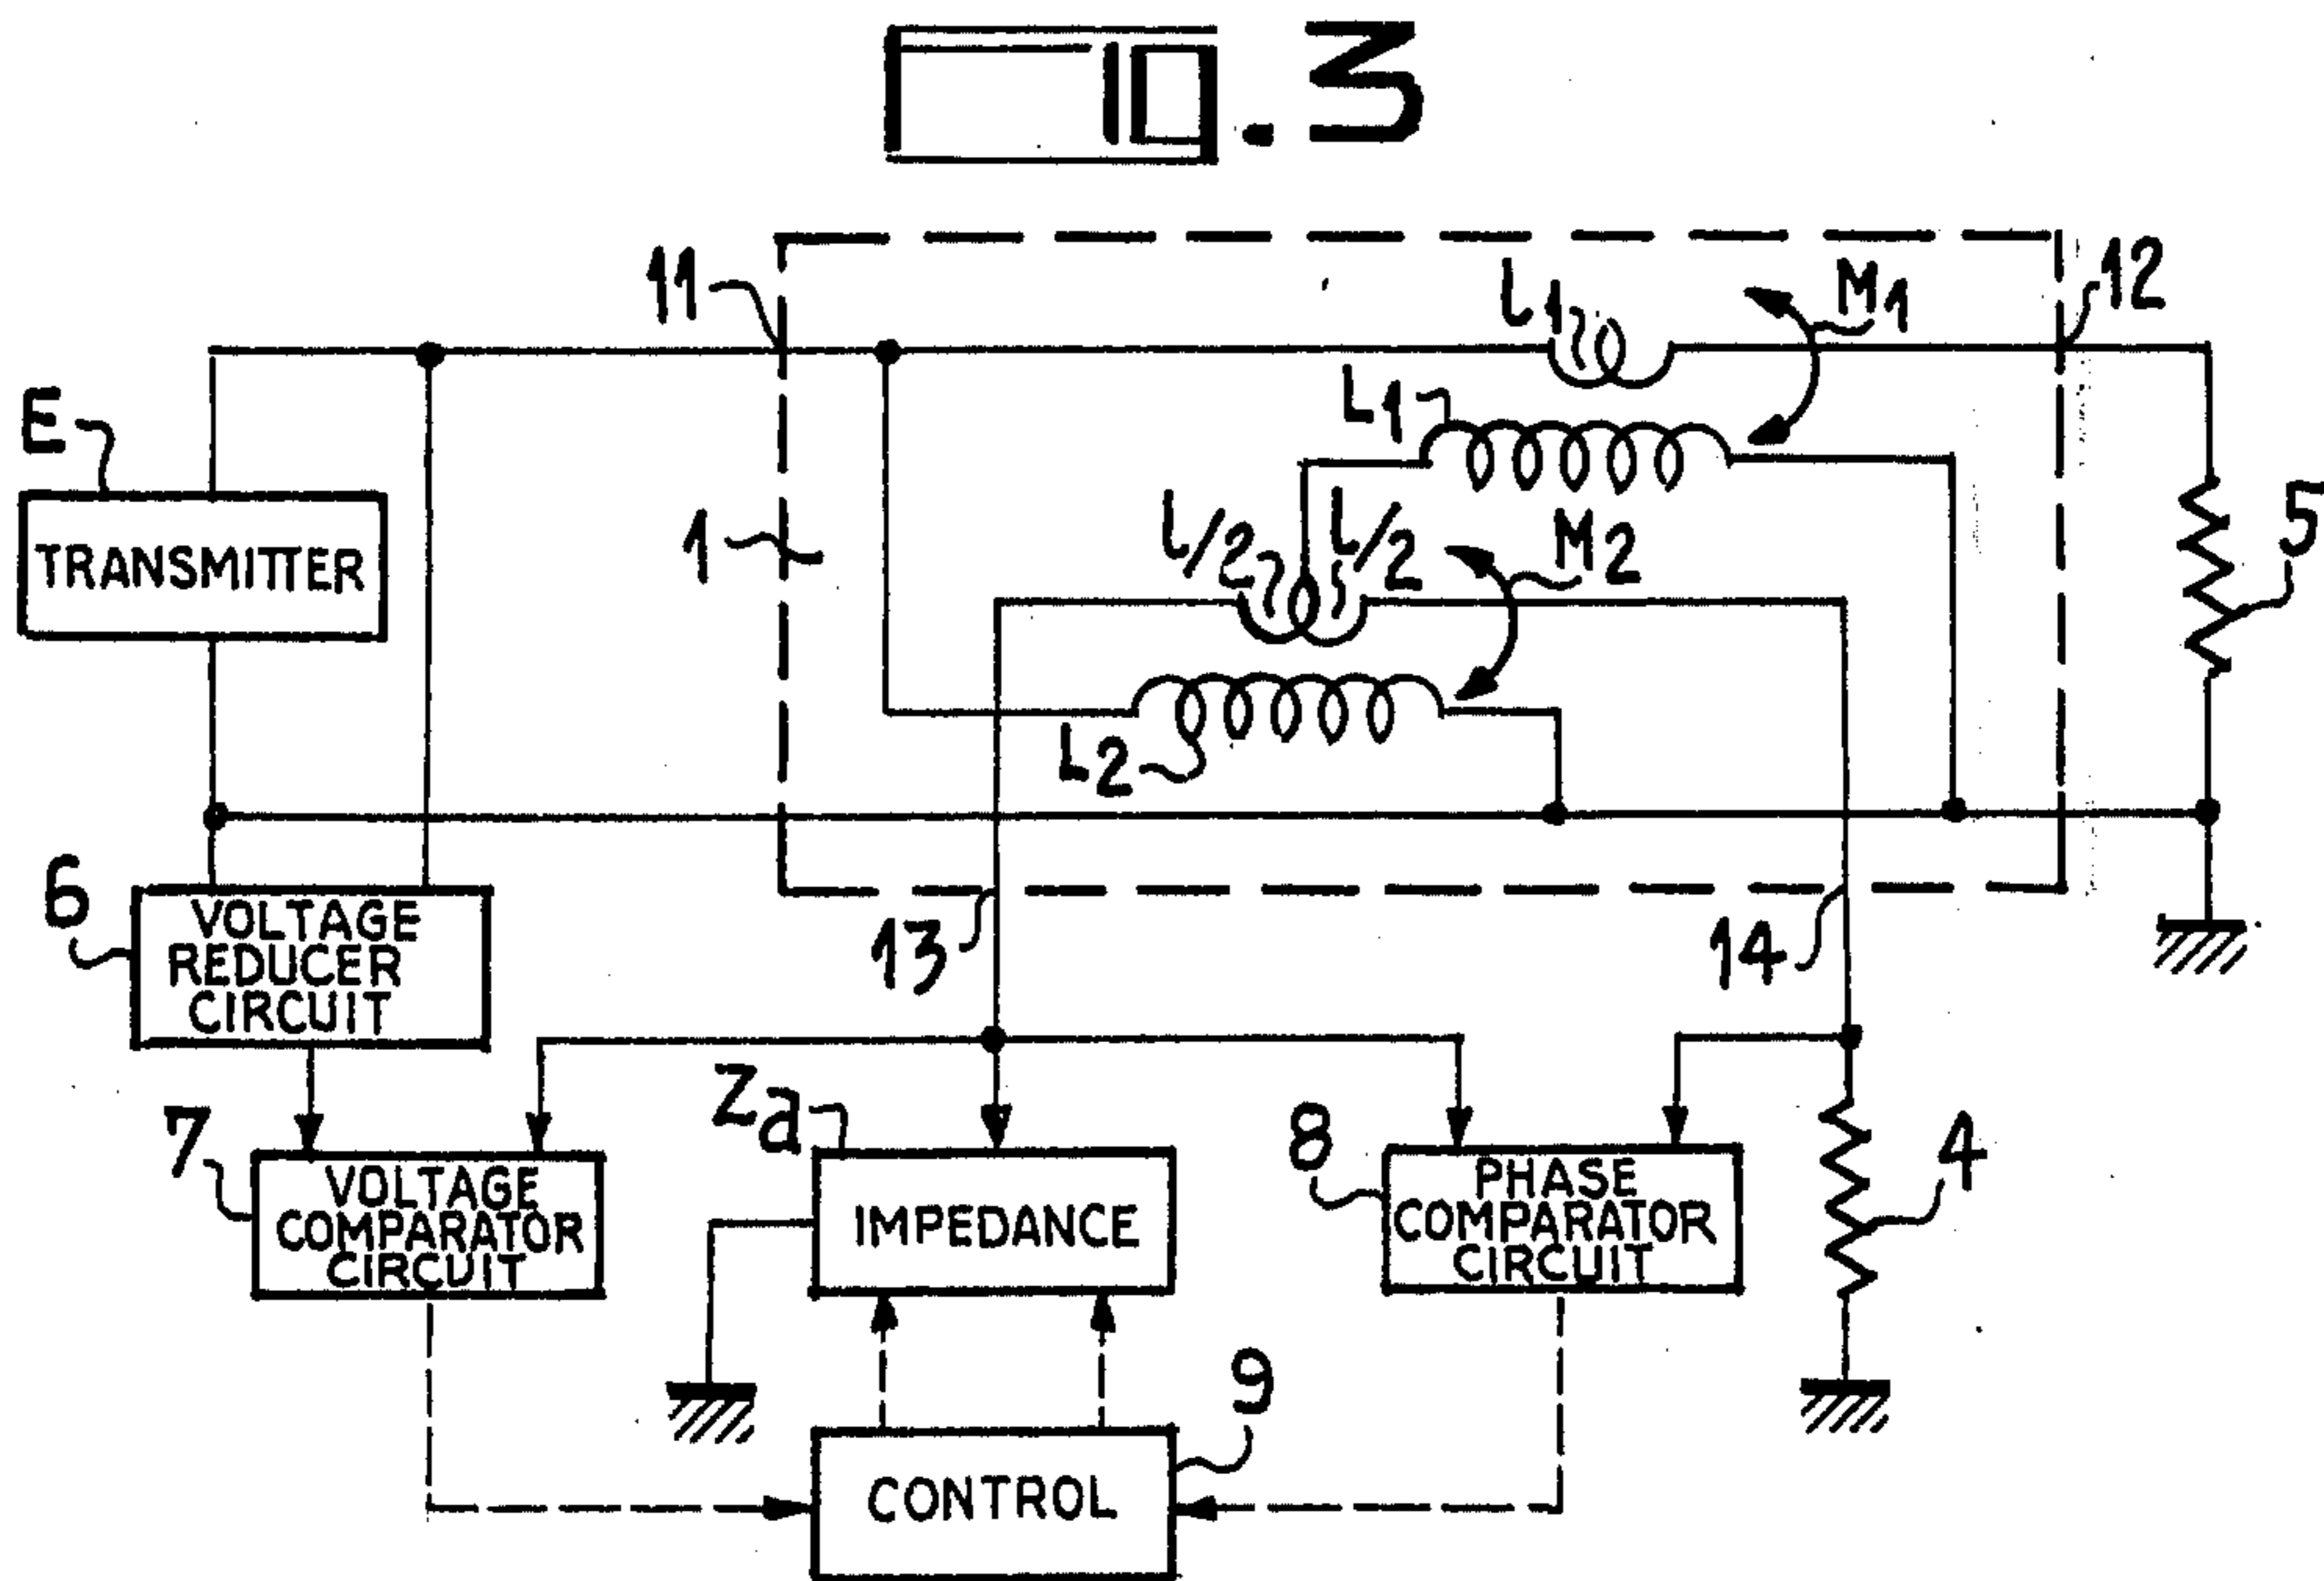 FIG. 3
11
l1
M1
12
E
L1
TRANSMITTER
1
l/2
l/2
M2
5
L2
6
VOLTAGE
REDUCER
CIRCUIT
13
14
7
Za
8
4
VOLTAGE
COMPARATOR
CIRCUIT
IMPEDANCE
PHASE
COMPARATOR
CIRCUIT
9
CONTROL